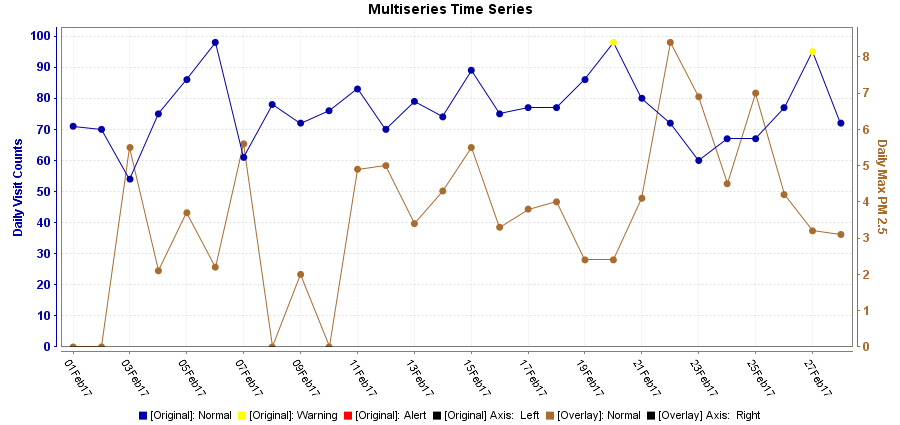 Multiseries Time Series
Daily Visit Counts
100
90
80
70
60
50
40
30
20
10
0
Daily Max PM 2.5
8
7
6
5
4
3
2
1
0
01Feb17
03Feb17
05Feb17
07Feb17
09Feb17
11Feb17
13Feb17
15Feb17
17Feb17
19Feb17
21Feb17
23Feb17
25Feb17
27Feb17
[Original]: Normal [Original]: Warning [Original]: Alert [Original] Axis: Left [Overlay]: Normal [Overlay] Axis: Right